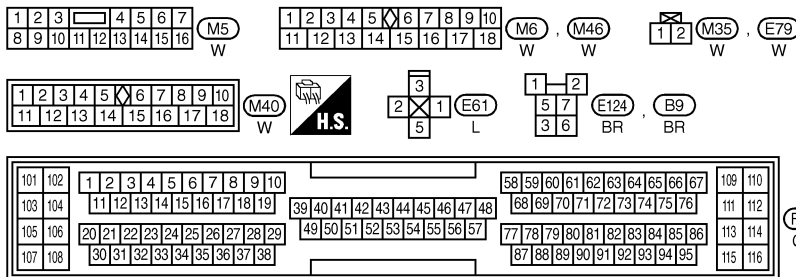 1 2 3 4 5 6 7
8 9 10 11 12 13 14 15 16
M5
W
1 2 3 4 5 6 7 8 9 10
11 12 13 14 15 16 17 18
M6 , M46
W W
1 2
M35 , E79
W W
1 2 3 4 5 6 7 8 9 10
11 12 13 14 15 16 17 18
M40
W
H.S.
3
2 1
5
E61
L
1 2
5 7
3 6
E124 , B9
BR BR
101 102
103 104
105 106
107 108
1 2 3 4 5 6 7 8 9 10
11 12 13 14 15 16 17 18 19
20 21 22 23 24 25 26 27 28 29
30 31 32 33 34 35 36 37 38
39 40 41 42 43 44 45 46 47 48
49 50 51 52 53 54 55 56 57
58 59 60 61 62 63 64 65 66 67
68 69 70 71 72 73 74 75 76
77 78 79 80 81 82 83 84 85 86
87 88 89 90 91 92 93 94 95
109 110
111 112
113 114
115 116